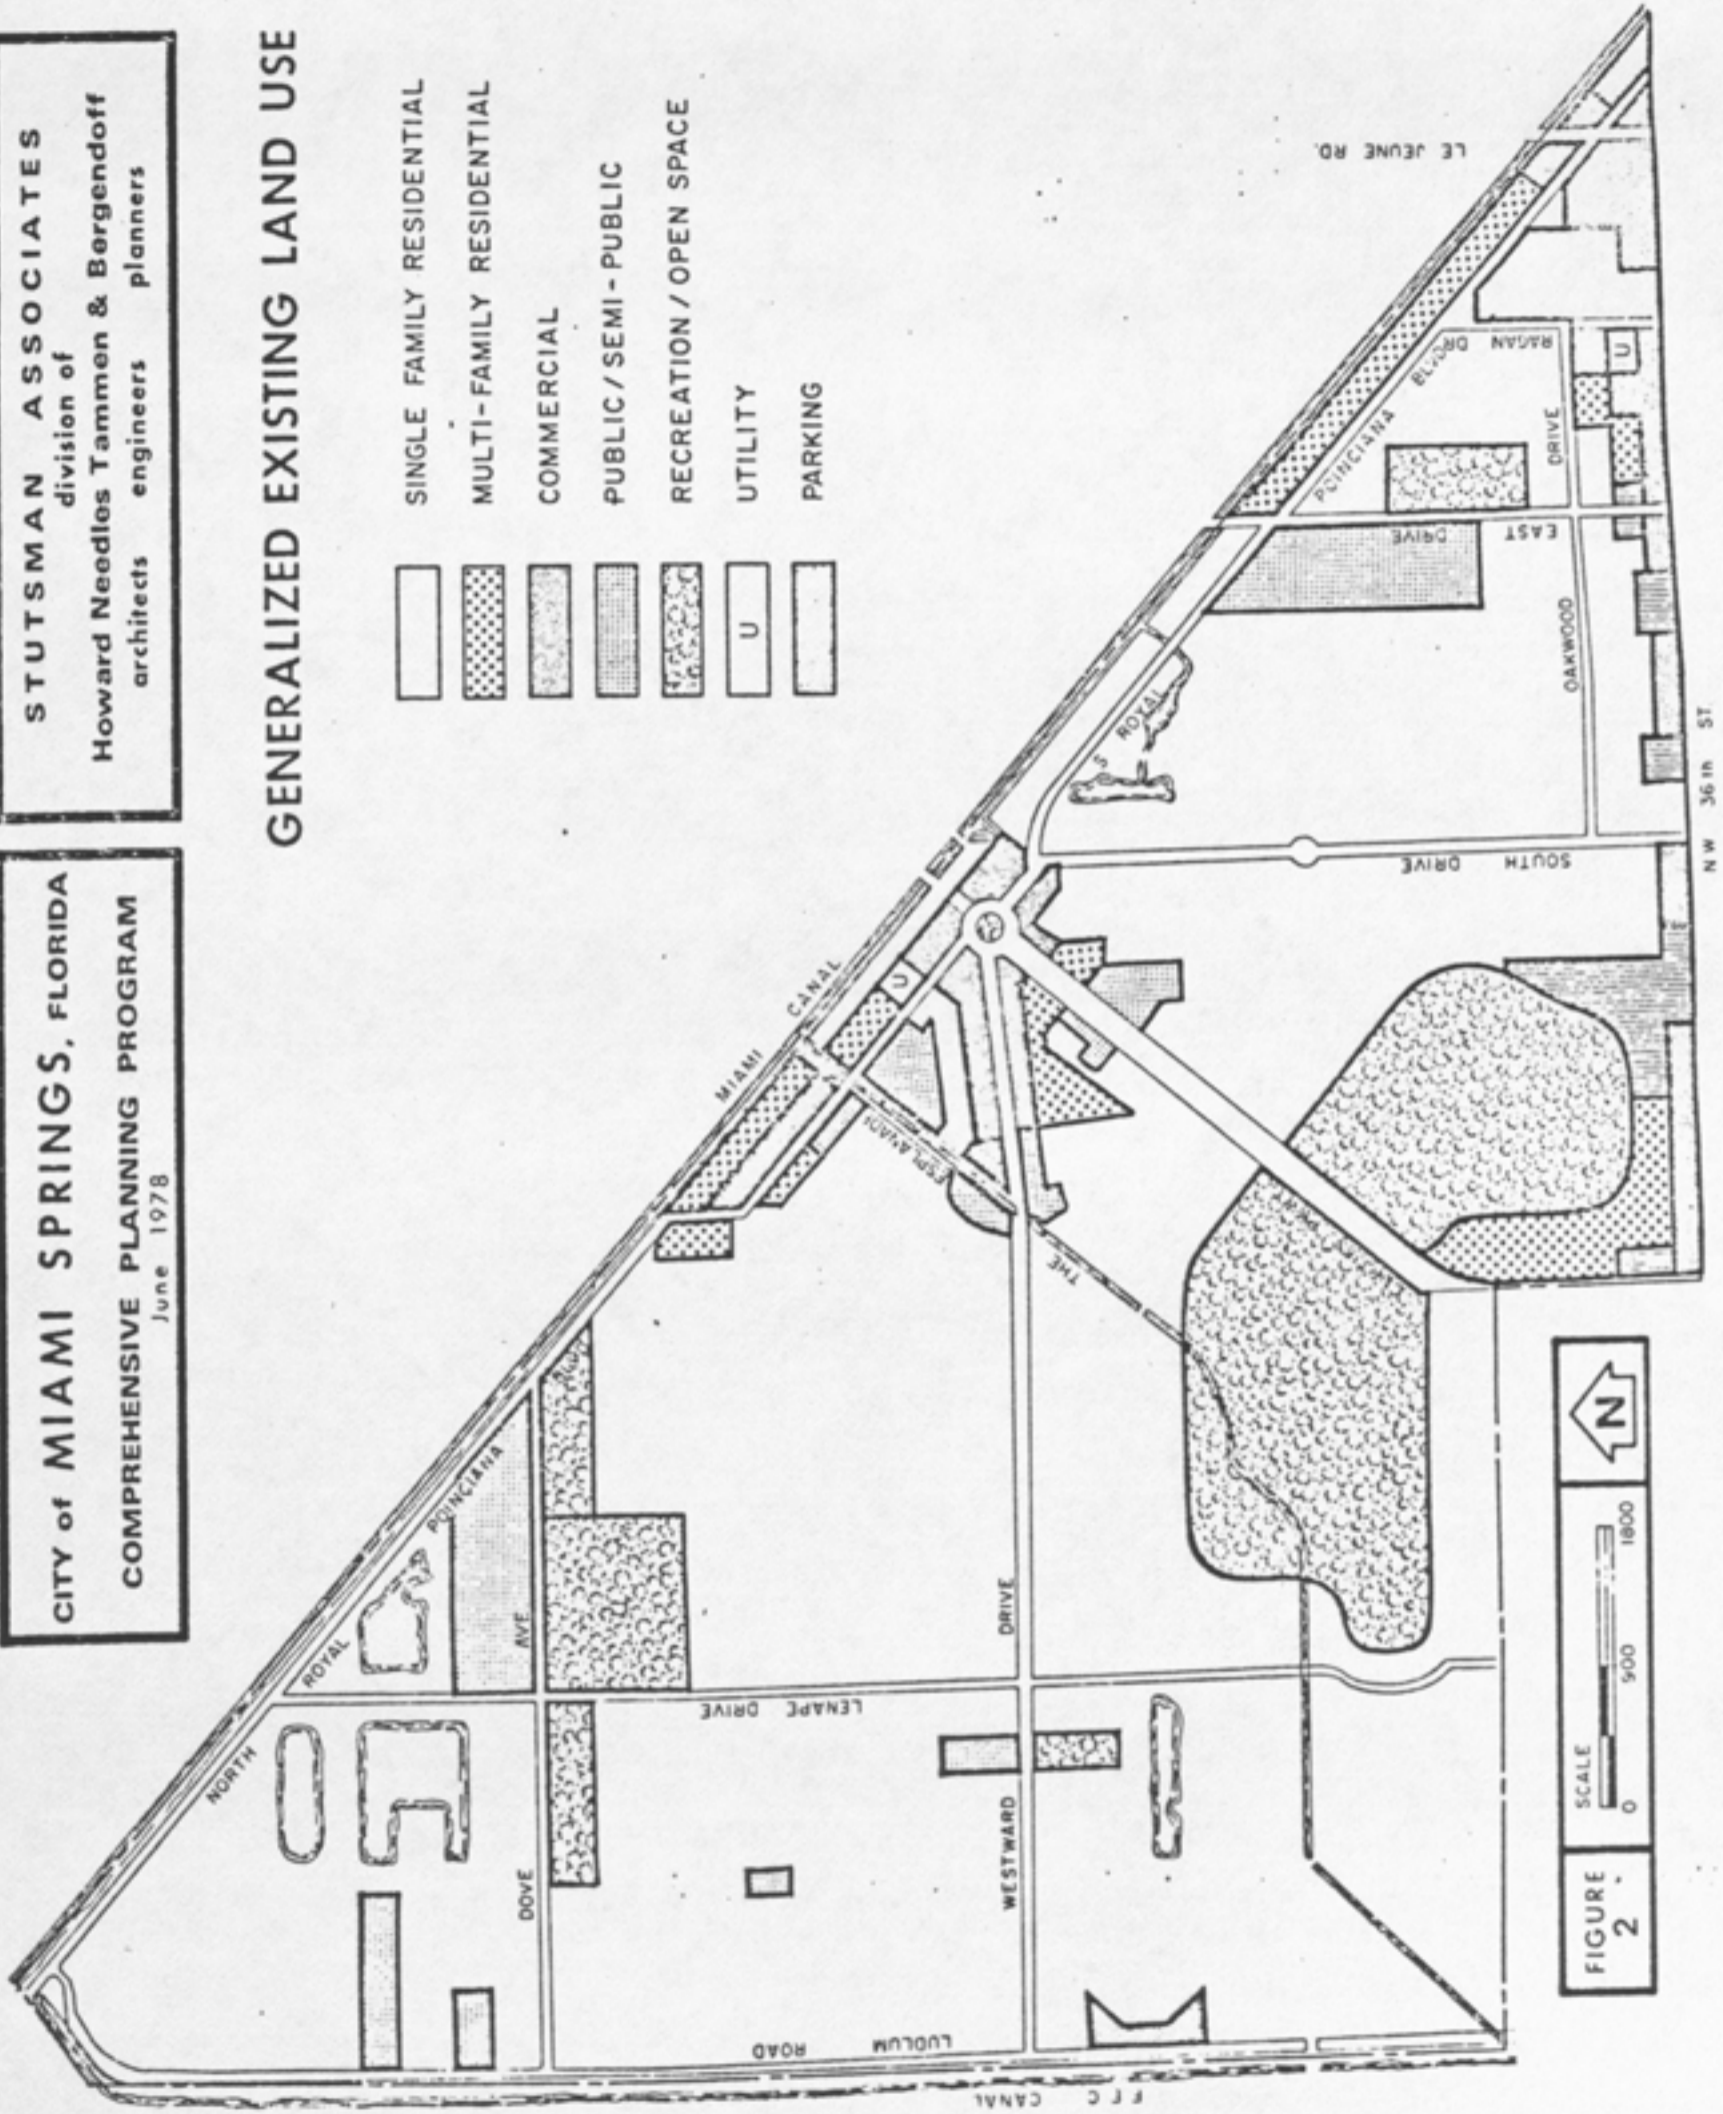 CITY of MIAMI SPRINGS, FLORIDA
COMPREHENSIVE PLANNING PROGRAM
June 1978
STUTSMAN ASSOCIATES
division of
Howard Needles Tammen & Bergendoff
architects engineers planners
GENERALIZED EXISTING LAND USE
SINGLE FAMILY RESIDENTIAL
MULTI-FAMILY RESIDENTIAL
COMMERCIAL
PUBLIC/SEMI-PUBLIC
RECREATION/OPEN SPACE
U UTILITY
PARKING
NORTH
ROYAL
POINCIANA
BLVD
MIAMI
CANAL
DOVE
AVE
LENAPE DRIVE
LUDLUM
ROAD
WESTWARD
DRIVE
THE
ESPLANADE
PKWY
U
S ROYAL
POINCIANA
BLVD
RAGAN DR
LE JEUNE RD.
EAST
DRIVE
OAKWOOD
DRIVE
U
SOUTH
DRIVE
NW 36th ST
CANAL
FIGURE
2
SCALE
0 900 1800
N